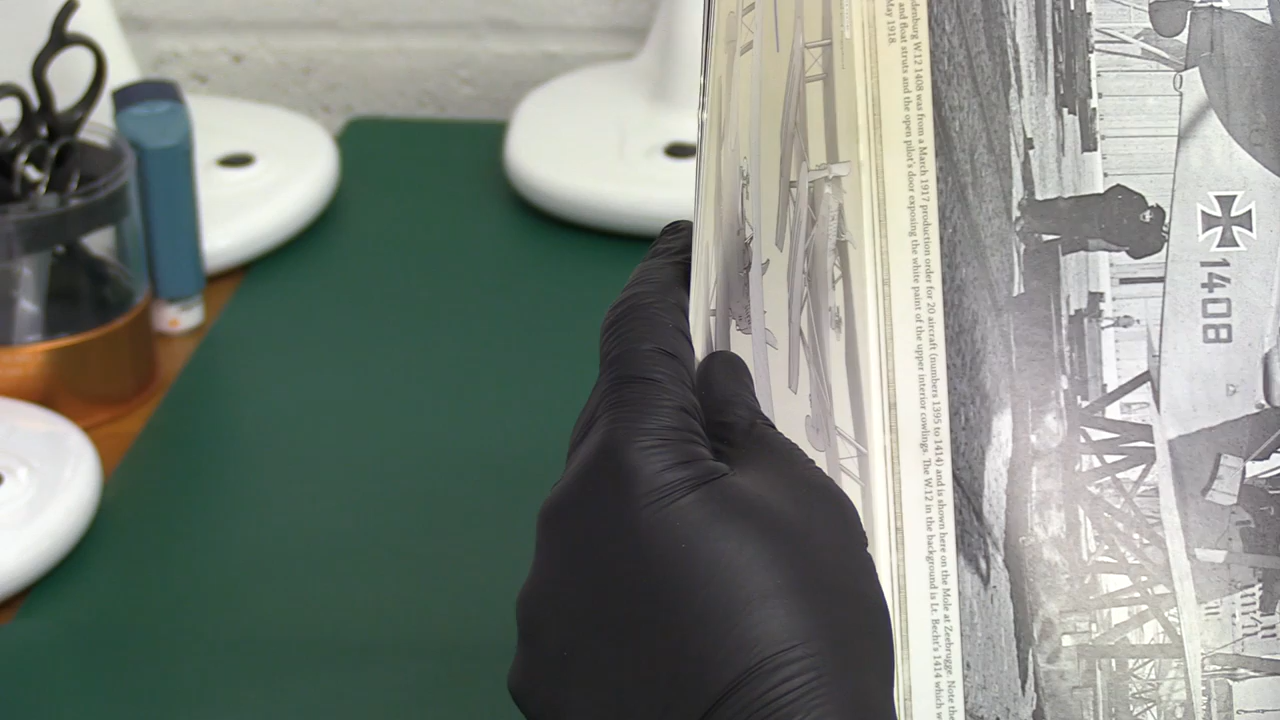 denburg W.12 1408 was from a March 1917 production order for 20 aircraft (numbers 1395 to 1414) and is shown here on the Mole at Zeebrugge. Note the
and float struts and the open pilot's door exposing the white paint of the upper interior cowlings. The W.12 in the background is Lt. Becht's 1414 which w
May 1918.
1408